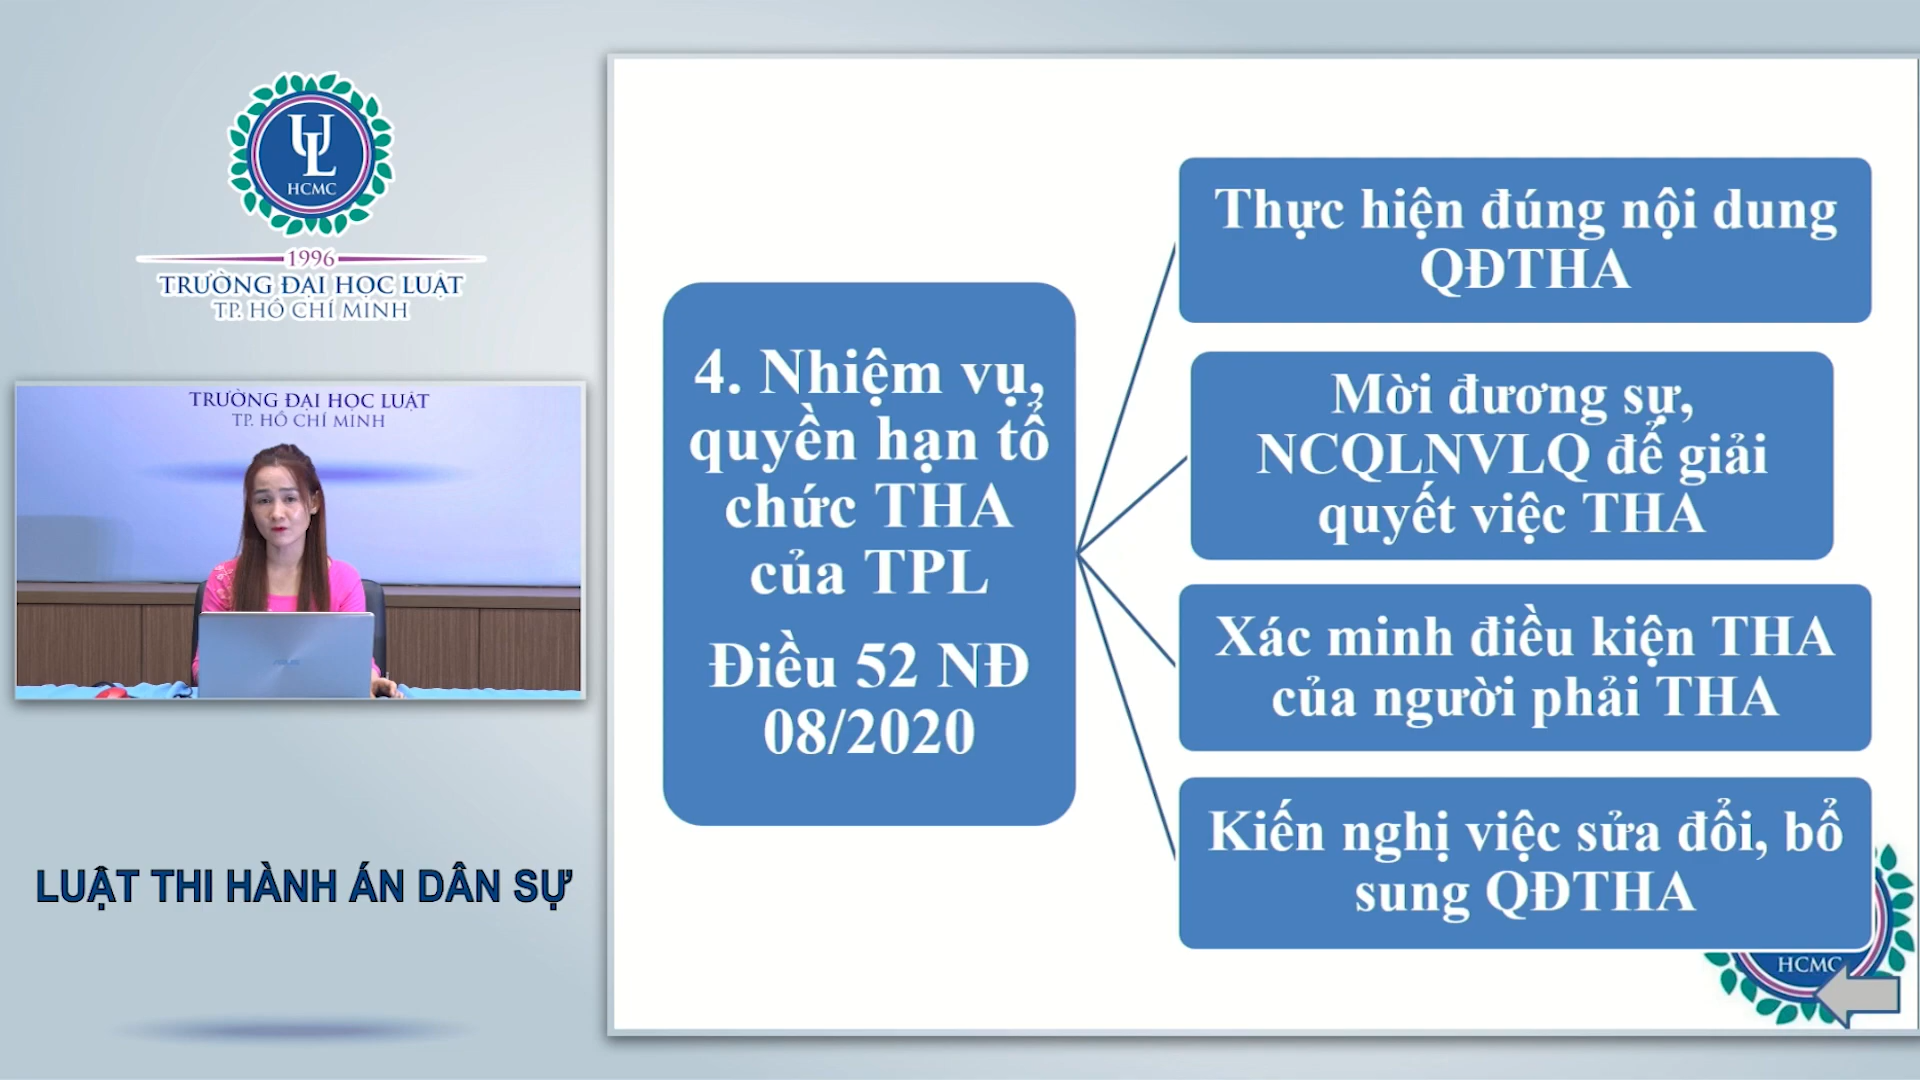 UL
HCMC
1996
TRƯỜNG ĐẠI HỌC LUẬT
TP. HỒ CHÍ MINH
TRƯỜNG ĐẠI HỌC LUẬT
TP. HỒ CHÍ MINH
LUẬT THI HÀNH ÁN DÂN SỰ
4. Nhiệm vụ,
quyền hạn tổ
chức THA
của TPL
Điều 52 NĐ
08/2020
Thực hiện đúng nội dung
QĐTHA
Mời đương sự,
NCQLNVLQ để giải
quyết việc THA
Xác minh điều kiện THA
của người phải THA
Kiến nghị việc sửa đổi, bổ
sung QĐTHA
HCMC